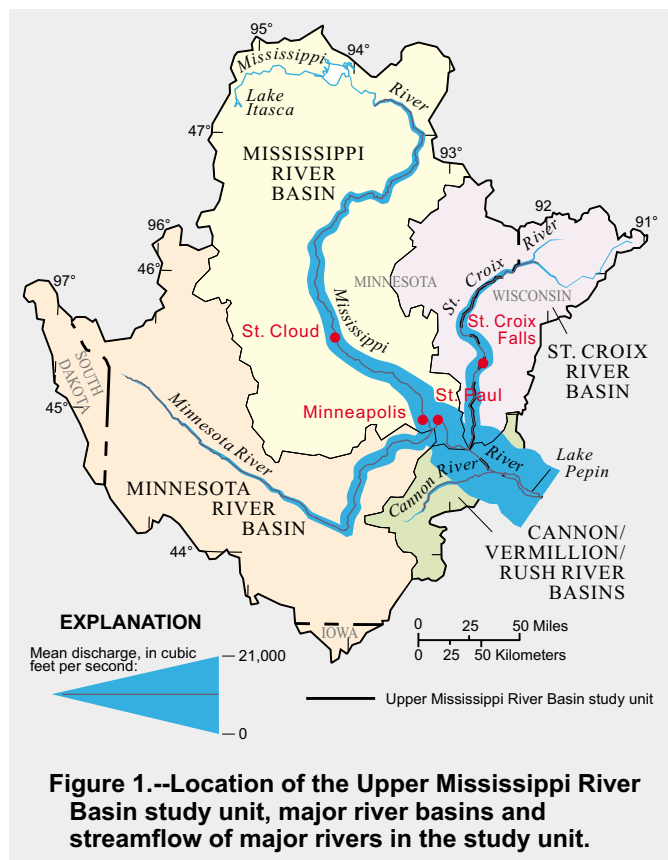 95°
94°
Mississippi
River
Lake
Itasca
47°
MISSISSIPPI
RIVER
BASIN
93°
92
91°
96°
46°
97°
MINNESOTA
St. Croix River
WISCONSIN
Mississippi
St. Cloud
St. Croix
Falls
ST. CROIX
RIVER
BASIN
SOUTH
DAKOTA
45°
St. Paul
Minneapolis
Minnesota River
River
Lake
Pepin
Cannon River
MINNESOTA
RIVER
BASIN
CANNON/
VERMILLION/
RUSH RIVER
BASINS
44°
IOWA
EXPLANATION
Mean discharge, in cubic
feet per second:
21,000
0
0 25 50 Miles
0 25 50 Kilometers
Upper Mississippi River Basin study unit
Figure 1.--Location of the Upper Mississippi River
Basin study unit, major river basins and
streamflow of major rivers in the study unit.